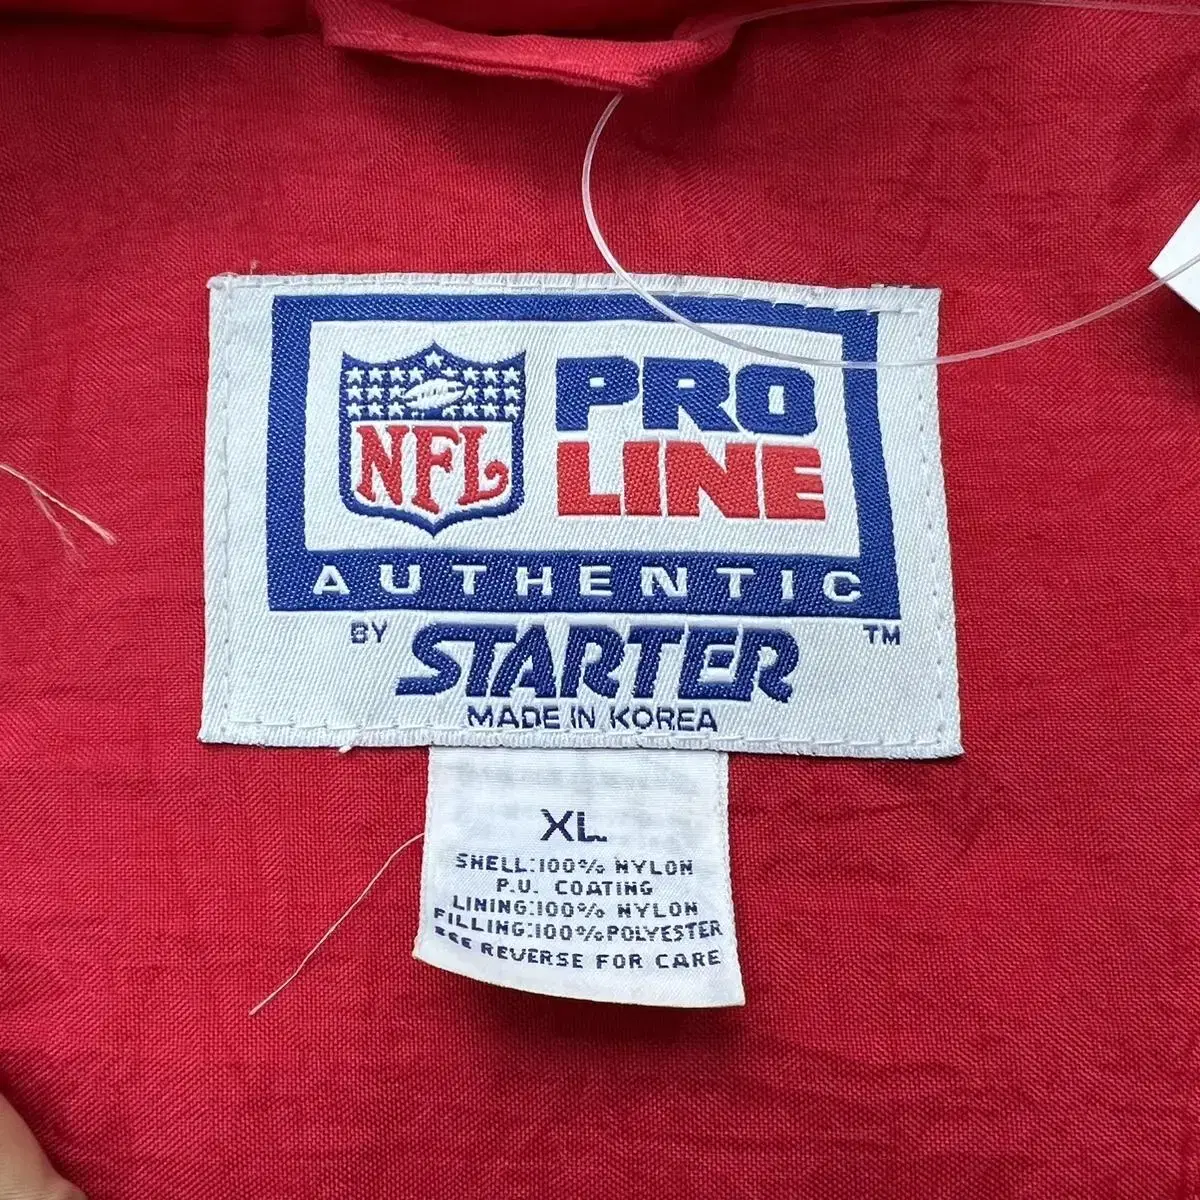 NFL
PRO
LINE
AUTHENTIC
BY STARTER TM
MADE IN KOREA
XL
SHELL:100% NYLON
P.U. COATING
LINING:100% NYLON
FILLING:100%POLYESTER
SEE REVERSE FOR CARE